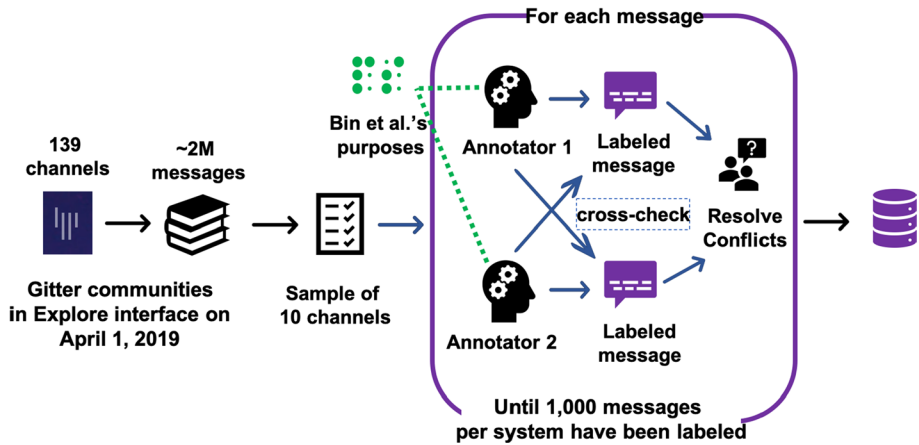 For each message
139
channels
~2M
messages
Gitter communities
in Explore interface on
April 1, 2019
Sample of
10 channels
Bin et al.'s
purposes
Annotator 1
Labeled
message
cross-check
?
Resolve
Conflicts
Annotator 2
Labeled
message
Until 1,000 messages
per system have been labeled